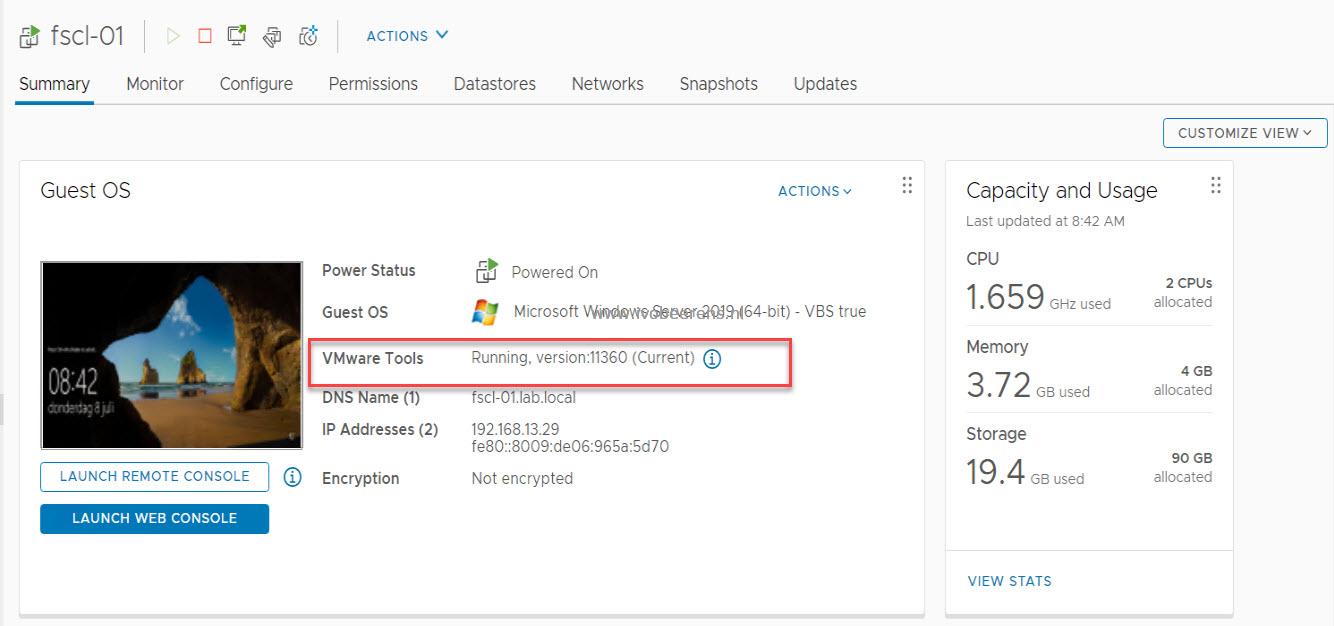 fscl-01
ACTIONS
Summary Monitor Configure Permissions Datastores Networks Snapshots Updates
CUSTOMIZE VIEW
Guest OS
ACTIONS
08:42
donderdag 8 juli
LAUNCH REMOTE CONSOLE
LAUNCH WEB CONSOLE
Power Status Powered On
Guest OS Microsoft Windows Server 2019 (64-bit) - VBS true
www.ivobeerens.nl
VMware Tools Running, version:11360 (Current)
DNS Name (1) fscl-01.lab.local
IP Addresses (2) 192.168.13.29
fe80::8009:de06:965a:5d70
Encryption Not encrypted
Capacity and Usage
Last updated at 8:42 AM
CPU
1.659 GHz used
2 CPUs
allocated
Memory
3.72 GB used
4 GB
allocated
Storage
19.4 GB used
90 GB
allocated
VIEW STATS